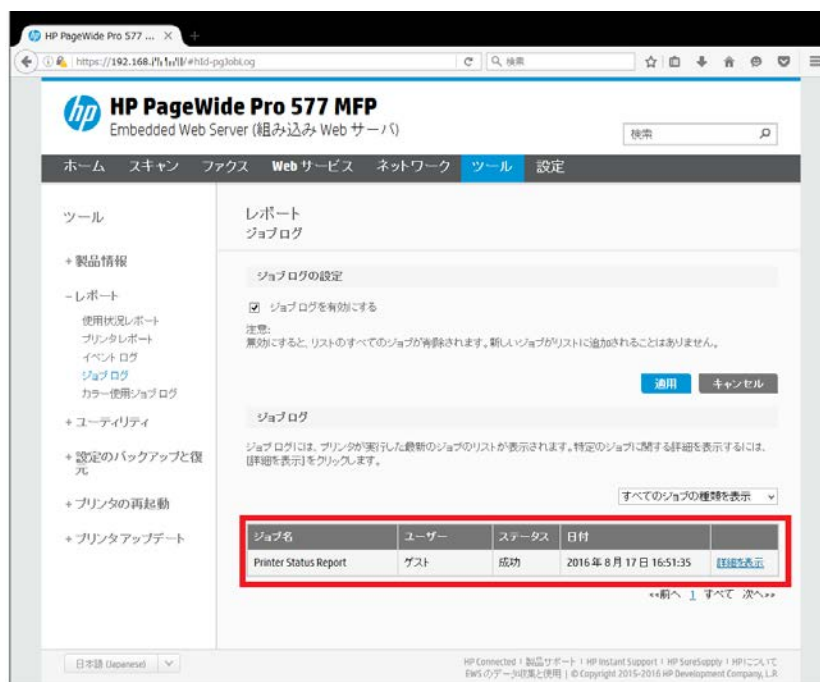 HP PageWide Pro 577 ...
https://192.168. /#hId-pgJobLog
検索
hp
HP PageWide Pro 577 MFP
Embedded Web Server (組み込み Web サーバ)
検索
ホーム スキャン ファクス Web サービス ネットワーク ツール 設定
ツール
+ 製品情報
- レポート
使用状況レポート
プリンタレポート
イベント ログ
ジョブ ログ
カラー使用ジョブ ログ
+ ユーティリティ
+ 設定のバックアップと復
元
+ プリンタの再起動
+ プリンタ アップデート
レポート
ジョブ ログ
ジョブ ログの設定
ジョブ ログを有効にする
注意:
無効にすると、リストのすべてのジョブが削除されます。新しいジョブがリストに追加されることはありません。
適用 キャンセル
ジョブ ログ
ジョブ ログには、プリンタが実行した最新のジョブのリストが表示されます。特定のジョブに関する詳細を表示するには、
[詳細を表示] をクリックします。
すべてのジョブの種類を表示
ジョブ名 ユーザー ステータス 日付
Printer Status Report ゲスト 成功 2016 年 8 月 17 日 16:51:35 詳細を表示
<<前へ 1 すべて 次へ>>
日本語 (Japanese)
HP Connected | 製品サポート | HP Instant Support | HP SureSupply | HPについて
EWS のデータ収集と使用 | © Copyright 2015-2016 HP Development Company, L.P.